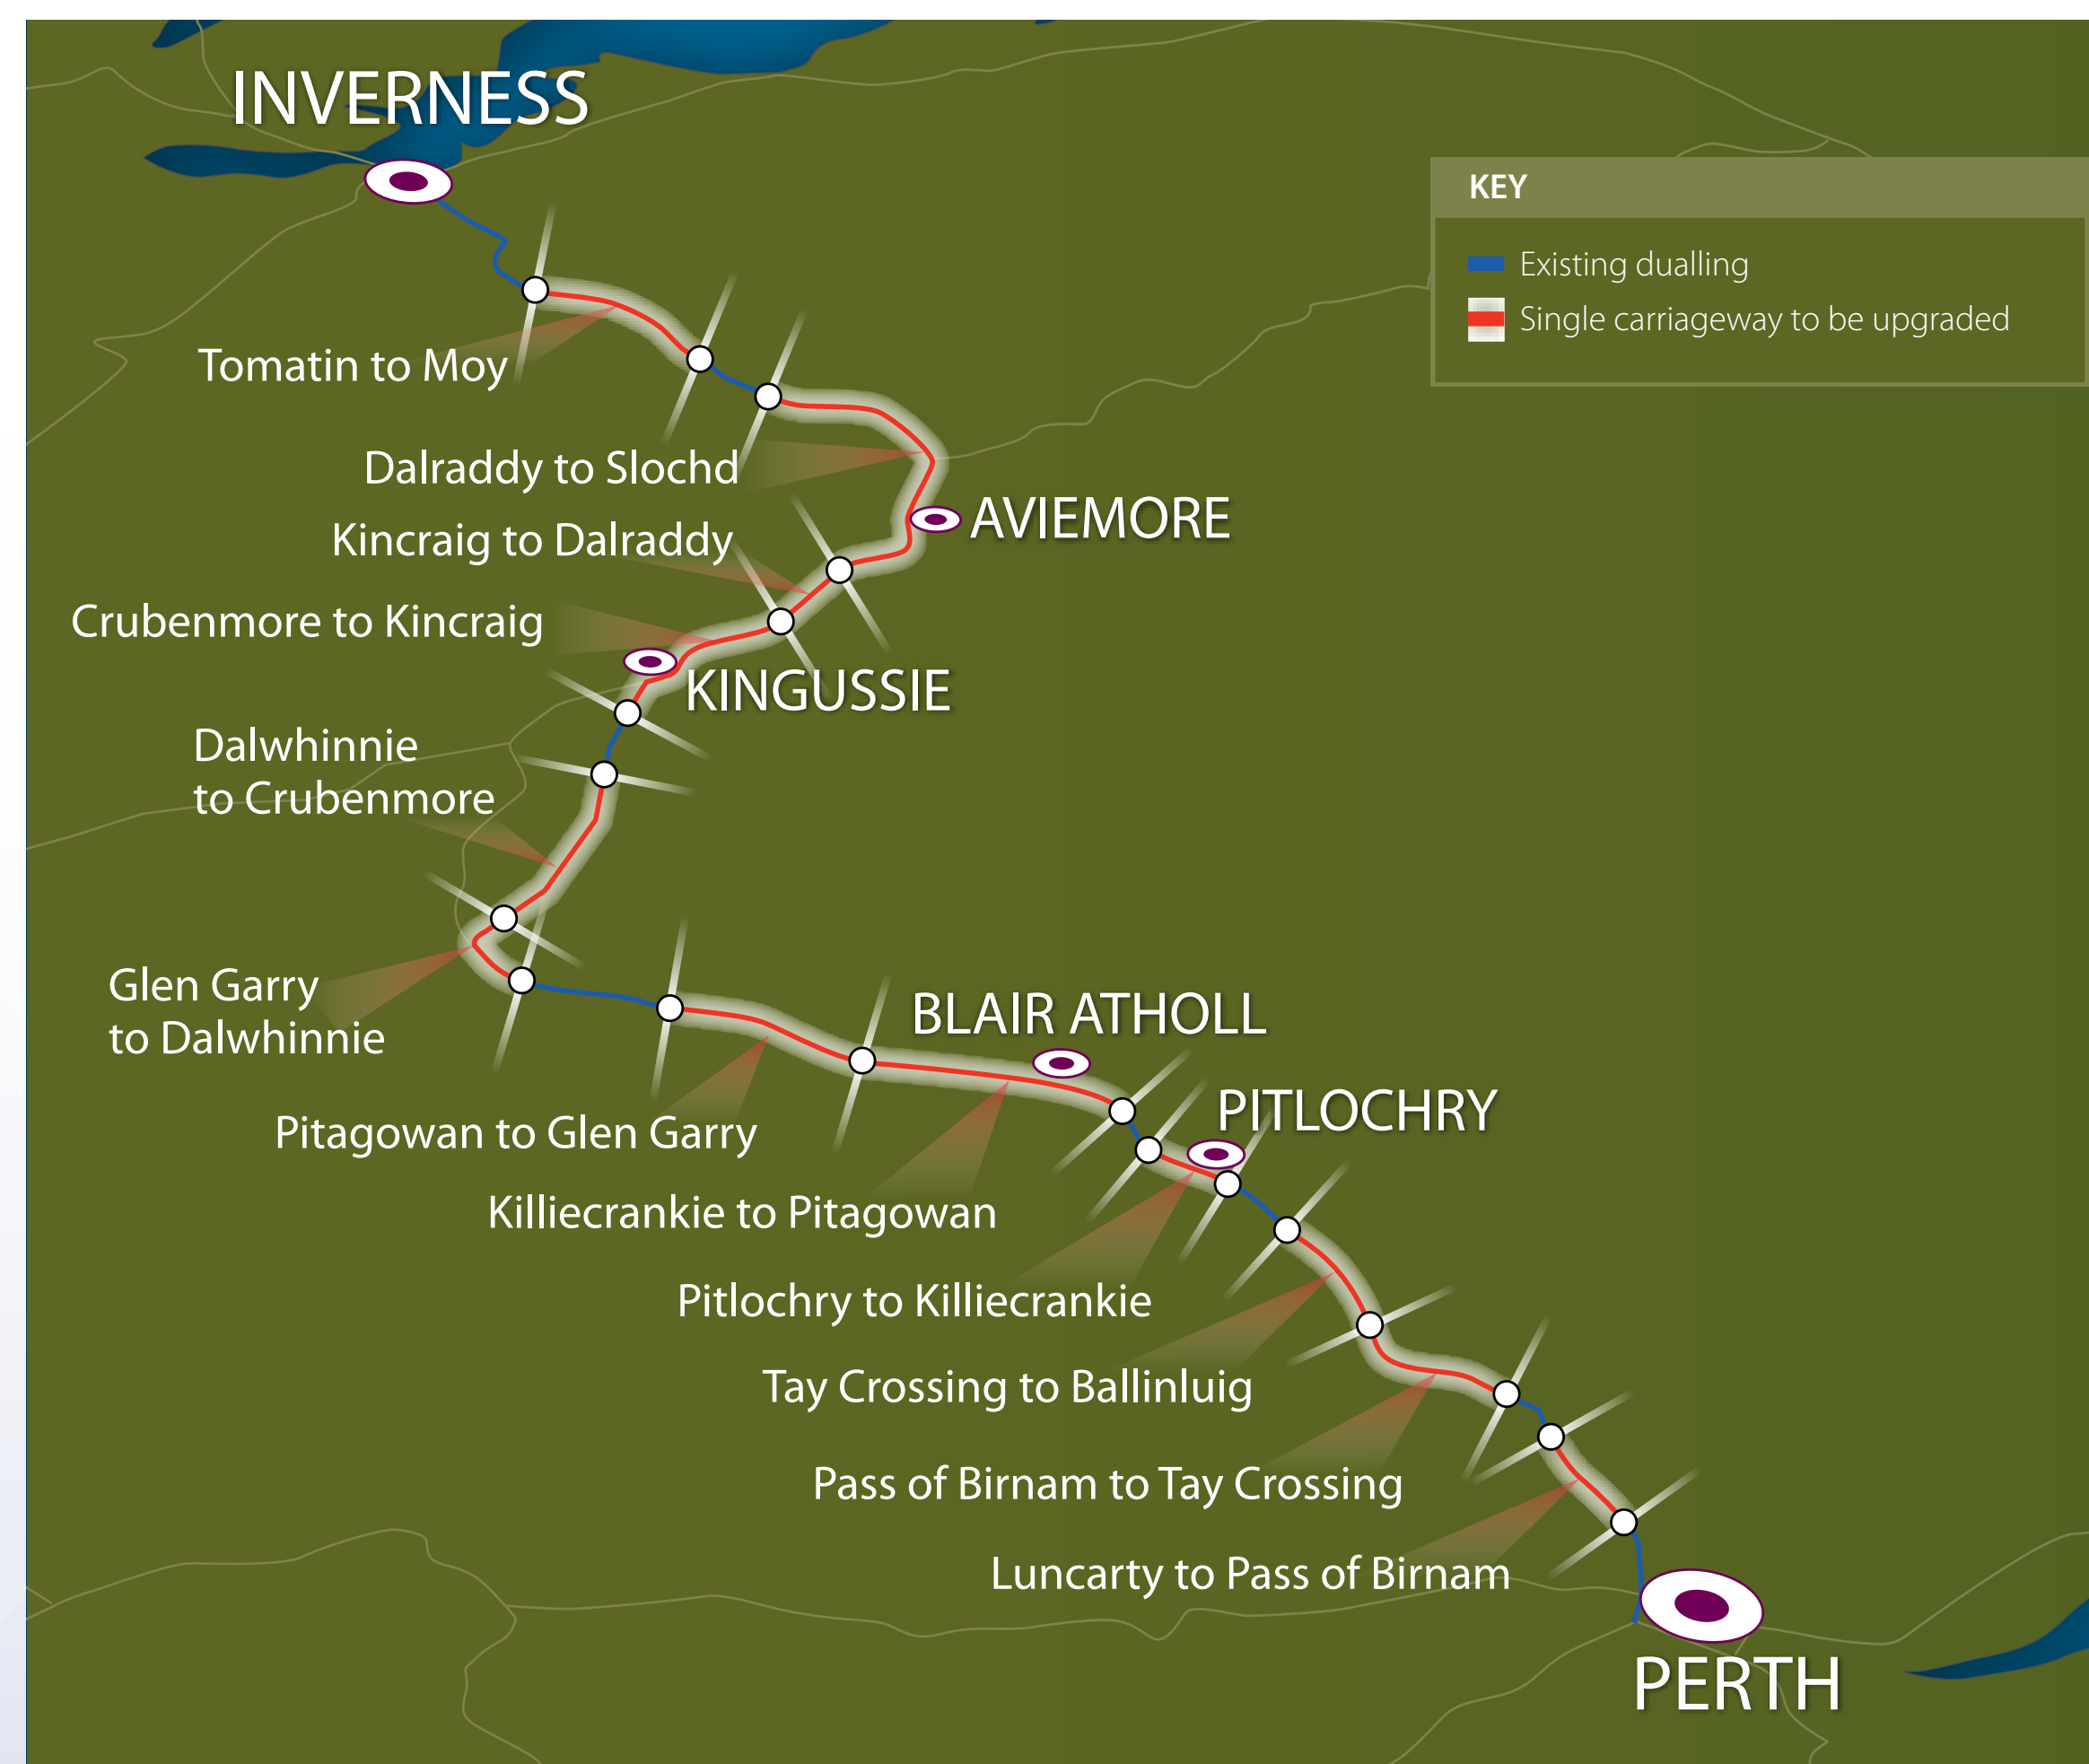 INVERNESS
KEY
Existing dualling
Single carriageway to be upgraded
Tomatin to Moy
Dalraddy to Slochd
AVIEMORE
Kincraig to Dalraddy
Crubenmore to Kincraig
KINGUSSIE
Dalwhinnie
to Crubenmore
Glen Garry
to Dalwhinnie
BLAIR ATHOLL
PITLOCHRY
Pitagowan to Glen Garry
Killiecrankie to Pitagowan
Pitlochry to Killiecrankie
Tay Crossing to Ballinluig
Pass of Birnam to Tay Crossing
Luncarty to Pass of Birnam
PERTH